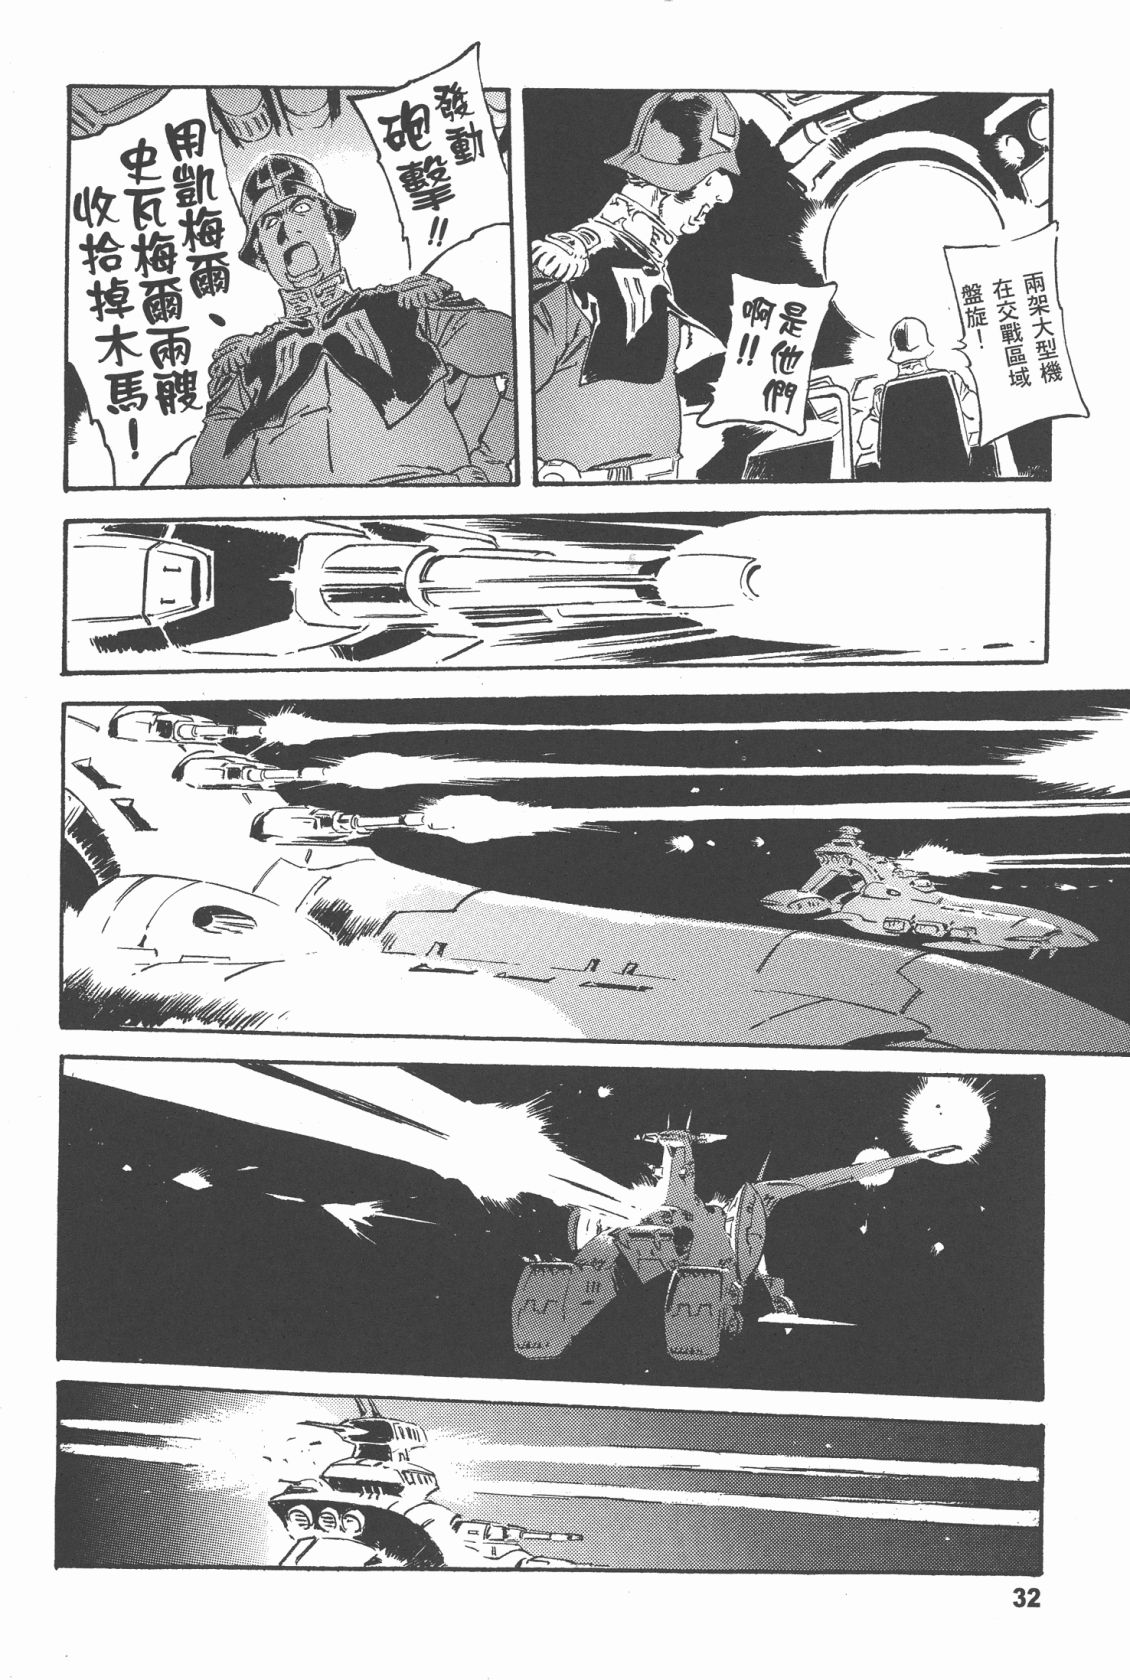 兩架大型機
在交戰區域
盤旋！
是他們
啊!!
發動
砲擊!!
用凱梅爾、
史瓦梅爾兩艘
收拾掉木馬！
32